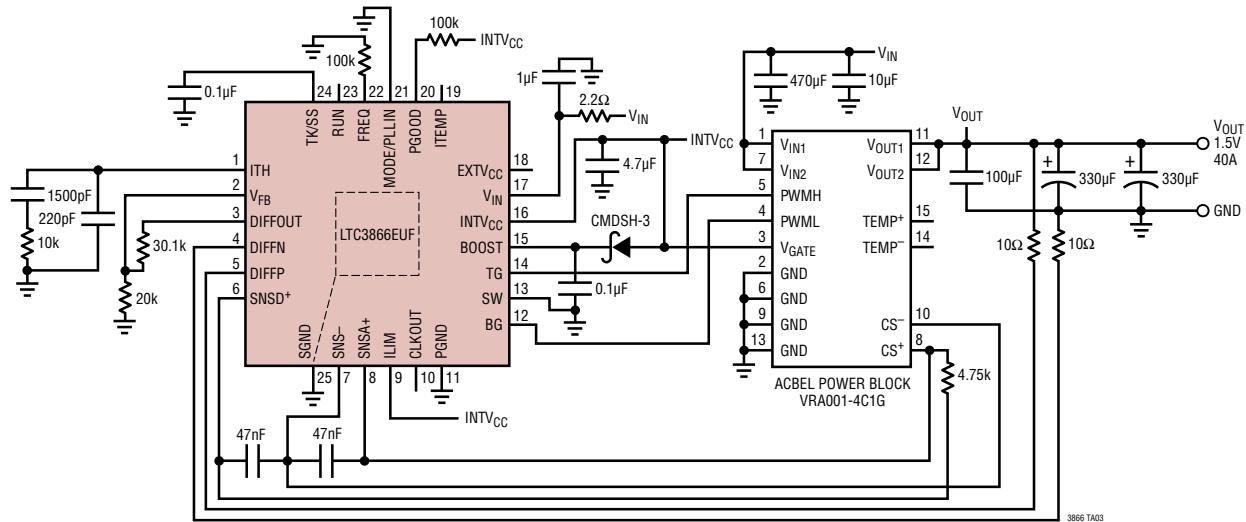 100k
INTVCC
100k
0.1µF
24 23 22 21 20 19
TK/SS
RUN
FREQ
MODE/PLLIN
PGOOD
ITEMP
1µF
2.2Ω
VIN
INTVCC
4.7µF
CMDSH-3
0.1µF
1 ITH
2 VFB
3 DIFFOUT
4 DIFFN
5 DIFFP
6 SNSD+
1500pF
220pF
10k
30.1k
20k
LTC3866EUF
EXTVCC 18
VIN 17
INTVCC 16
BOOST 15
TG 14
SW 13
BG 12
SGND
SNS–
SNSA+
ILIM
CLKOUT
PGND
25 7 8 9 10 11
INTVCC
47nF
47nF
VIN
470µF
10µF
1 VIN1
7 VIN2
5 PWMH
4 PWML
3 VGATE
2 GND
6 GND
9 GND
13 GND
VOUT1 11
VOUT2 12
TEMP+ 15
TEMP– 14
CS– 10
CS+ 8
ACBEL POWER BLOCK
VRA001-4C1G
4.75k
VOUT
100µF
+
330µF
+
330µF
10Ω
10Ω
VOUT
1.5V
40A
GND
3866 TA03